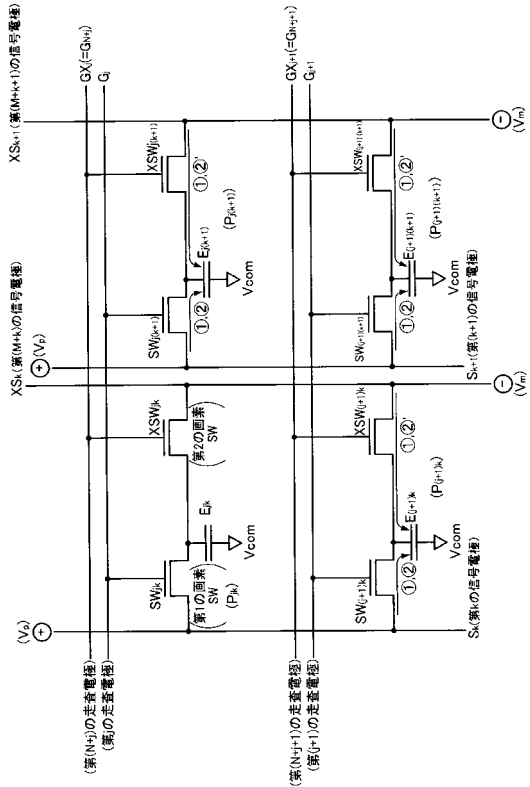 XSk+1(第(M+k+1)の信号電極)
XSk(第(M+k)の信号電極)
GXj(=GN+j)
Gj
GXj+1(=GN+j+1)
Gj+1
(第(N+j)の走査電極)
(第jの走査電極)
(第(N+j+1)の走査電極)
(第(j+1)の走査電極)
(Vp)
+
+ (Vp)
SWjk
(第1の画素SW)
(Pjk)
Ejk
Vcom
XSWjk
(第2の画素SW)
SWj(k+1)
①,②
Ej(k+1)
Vcom
XSWj(k+1)
①,②'
(Pj(k+1))
SW(j+1)k
①,②
E(j+1)k
Vcom
XSW(j+1)k
①,②'
(P(j+1)k)
SW(j+1)(k+1)
①,②
E(j+1)(k+1)
Vcom
XSW(j+1)(k+1)
①,②'
(P(j+1)(k+1))
Sk(第kの信号電極)
− (Vm)
Sk+1(第(k+1)の信号電極)
− (Vm)